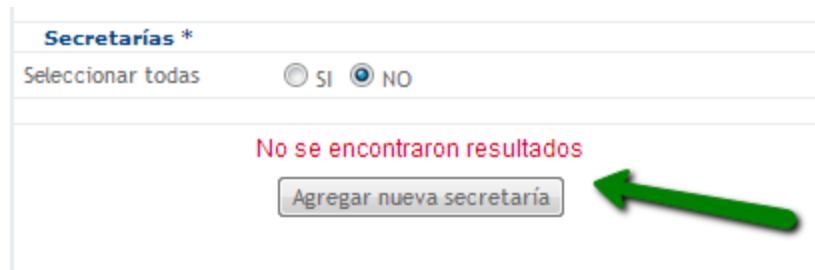 Secretarías *
Seleccionar todas SI NO
No se encontraron resultados
Agregar nueva secretaría